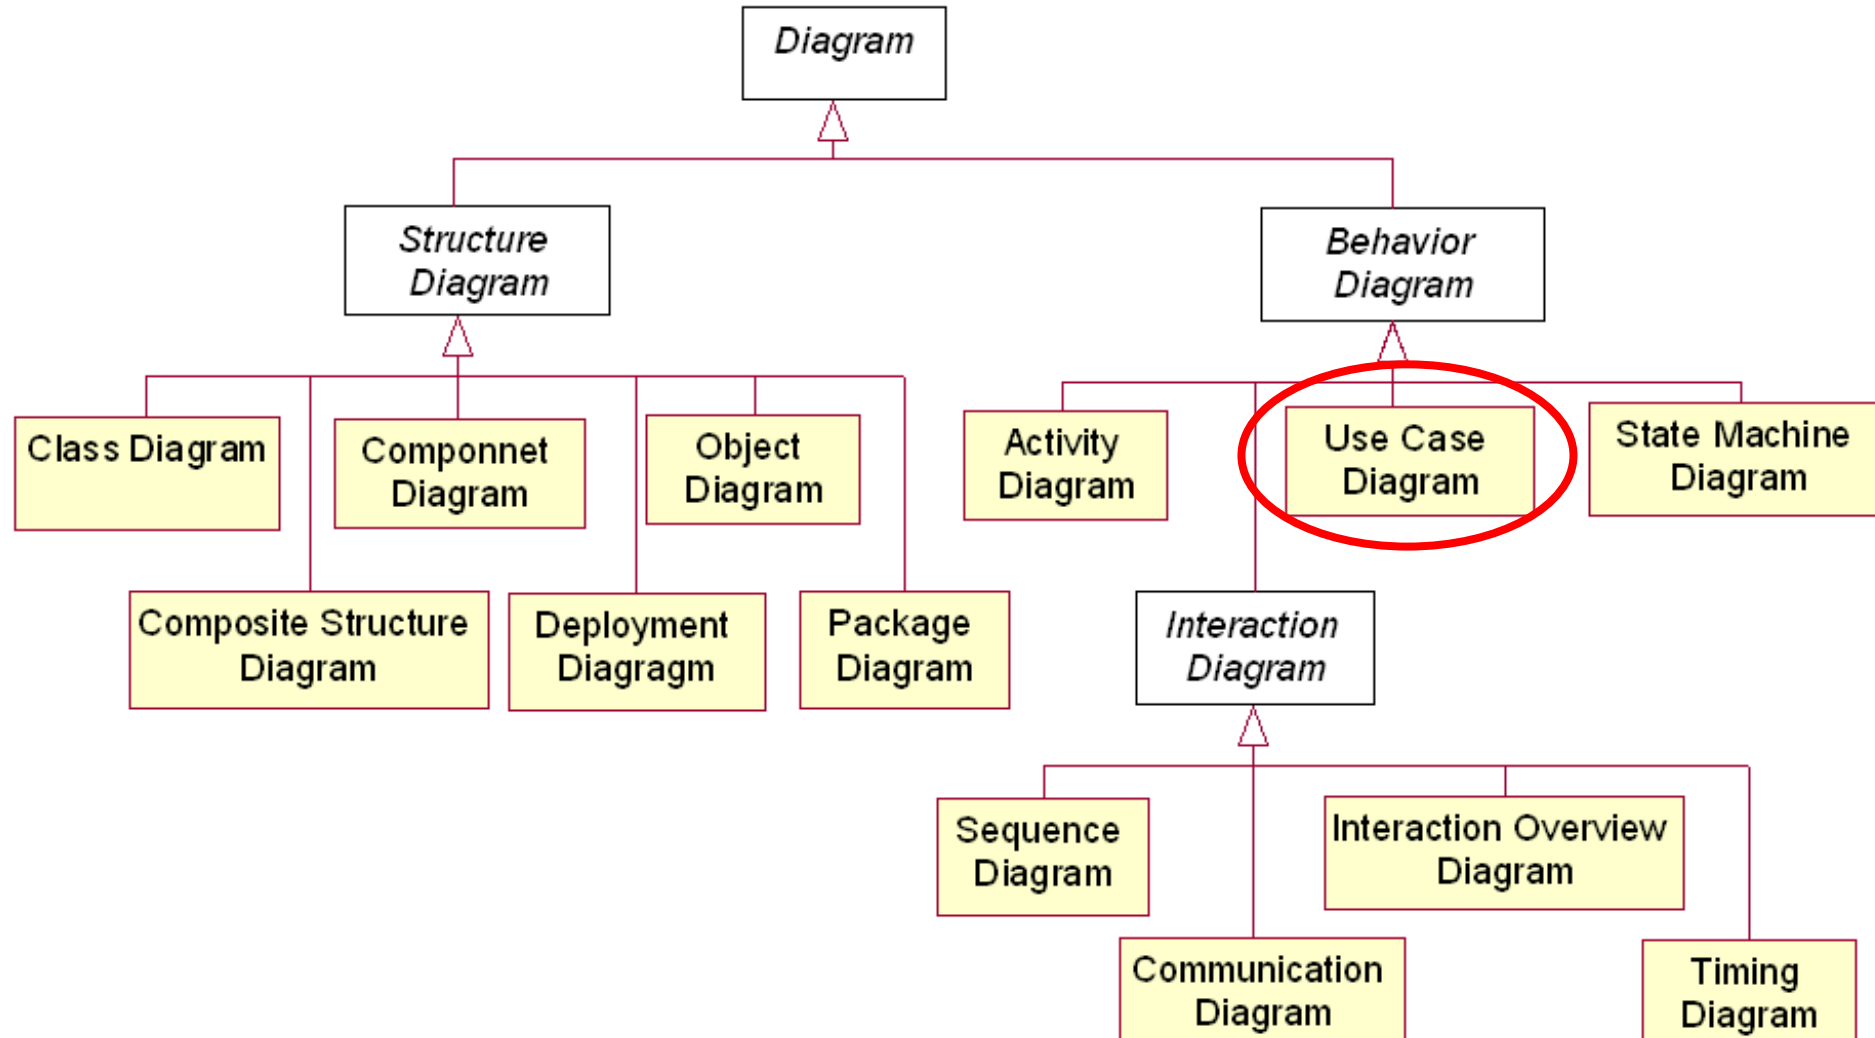 Diagram
Structure
Diagram
Behavior
Diagram
Class Diagram
Componnet
Diagram
Object
Diagram
Activity
Diagram
Use Case
Diagram
State Machine
Diagram
Composite Structure
Diagram
Deployment
Diagragm
Package
Diagram
Interaction
Diagram
Sequence
Diagram
Interaction Overview
Diagram
Communication
Diagram
Timing
Diagram